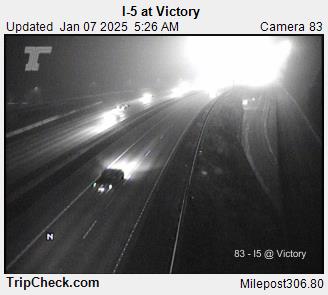 I-5 at Victory
Updated Jan 07 2025 5:26 AM Camera 83
T
N
83 - I5 @ Victory
TripCheck.com Milepost306.80